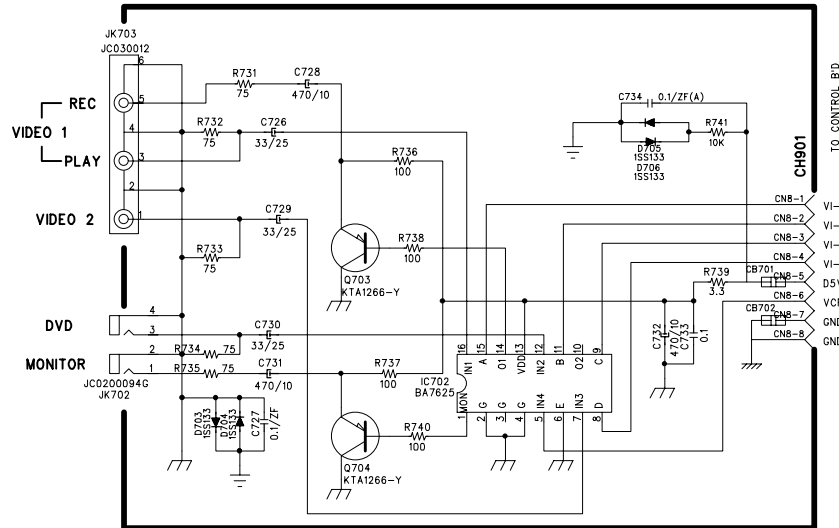 JK703
JC030012
6
5
4
3
2
1
REC
VIDEO 1
PLAY
VIDEO 2
R731
75
C728
470/10
R732
75
C726
33/25
R736
100
C729
33/25
R733
75
R738
100
Q703
KTA1266-Y
C734
0.1/ZF(A)
D705
1SS133
D706
1SS133
R741
10K
CH901
TO CONTROL B'D
CN8-1
CN8-2
CN8-3
CN8-4
CN8-5
CN8-6
CN8-7
CN8-8
VI-
VI-
VI-
VI-
D5V
VCR
GND
GND
CB701
CB702
R739
3.3
C732
470/10
C733
0.1
DVD
MONITOR
4
3
2
1
JC0200094G
JK702
R734
75
R735
75
C730
33/25
C731
470/10
R737
100
R740
100
Q704
KTA1266-Y
D703
1SS133
D704
1SS133
C727
0.1/ZF
IC702
BA7625
16 15 14 13 12 11 10 9
IN1 A O1 VDD IN2 B O2 C
MON G G G IN4 E IN3 D
1 2 3 4 5 6 7 8